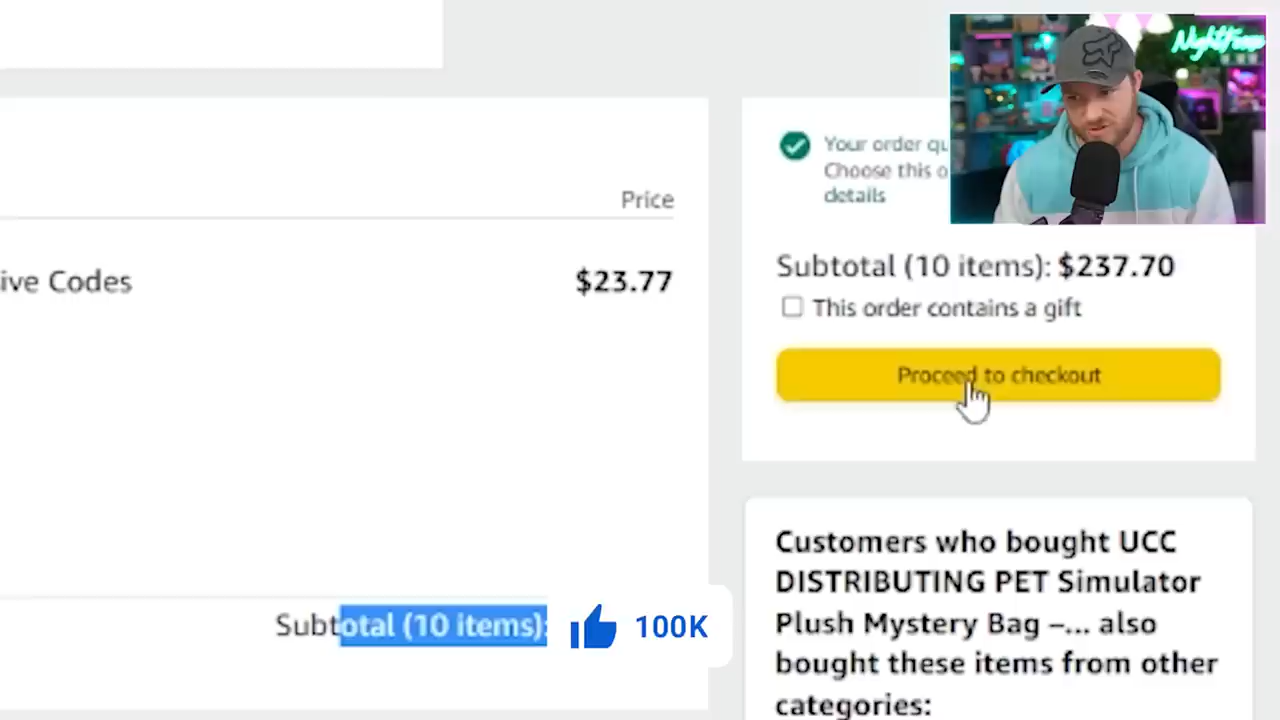 NightFoxx
Your order qu
Choose this o
details
Price
Subtotal (10 items): $237.70
ive Codes
$23.77
This order contains a gift
Proceed to checkout
Customers who bought UCC
DISTRIBUTING PET Simulator
Plush Mystery Bag –... also
bought these items from other
categories:
Subtotal (10 items):
100K